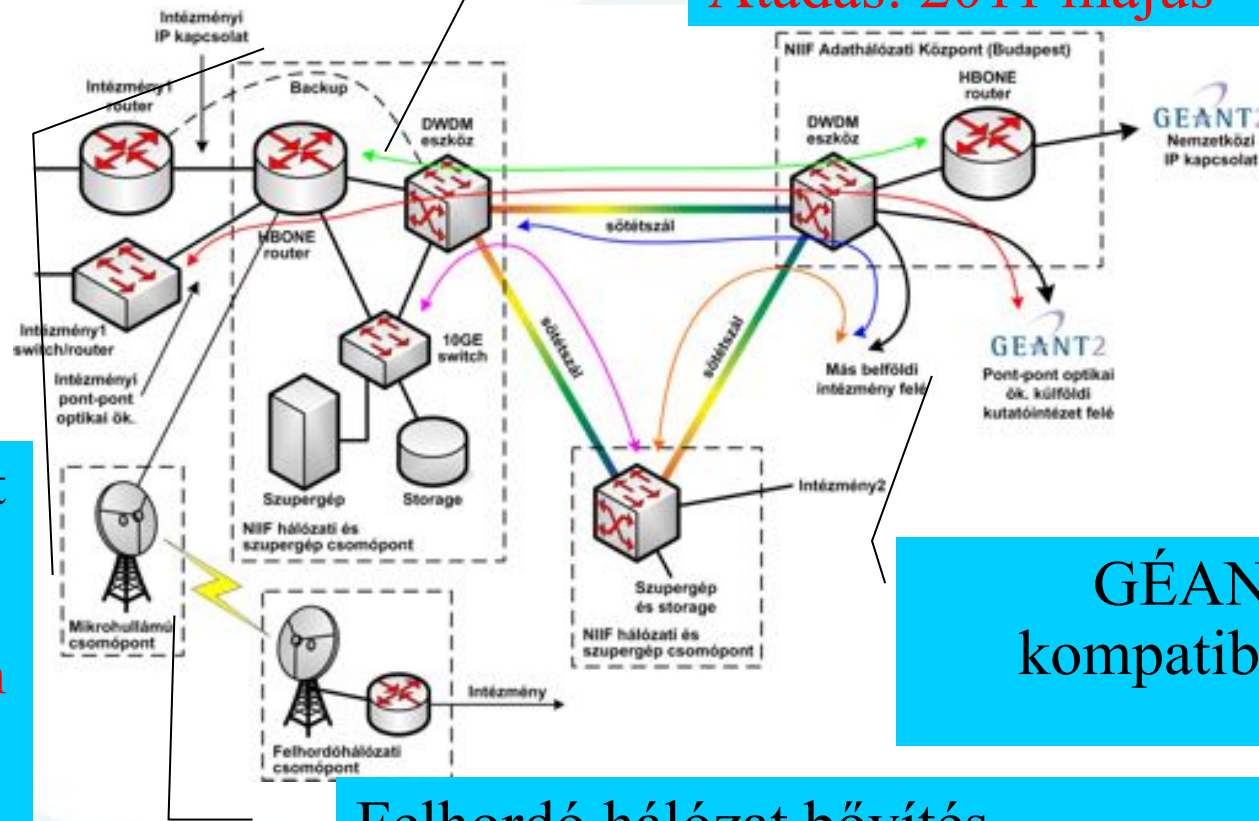 Átadás: 2011 május
Intézményi
IP kapcsolat
Intézmény1
router
Backup
DWDM
eszköz
HBONE
router
Intézmény1
switch/router
Intézményi
pont-pont
optikai ök.
10GE
switch
Szupergép
Storage
NIIF hálózati és
szupergép csomópont
sötétszál
sötétszál
sötétszál
NIIF Adathálózati Központ (Budapest)
HBONE
router
DWDM
eszköz
GEANT2
Nemzetközi
IP kapcsolat
GEANT2
Pont-pont optikai
ök. külföldi
kutatóintézet felé
Más belföldi
intézmény felé
Intézmény2
Szupergép
és storage
NIIF hálózati és
szupergép csomópont
Mikrohullámú
csomópont
Felhordóhálózati
csomópont
Intézmény
t
GÉAN
kompatib
Felhordó hálózat bővítés